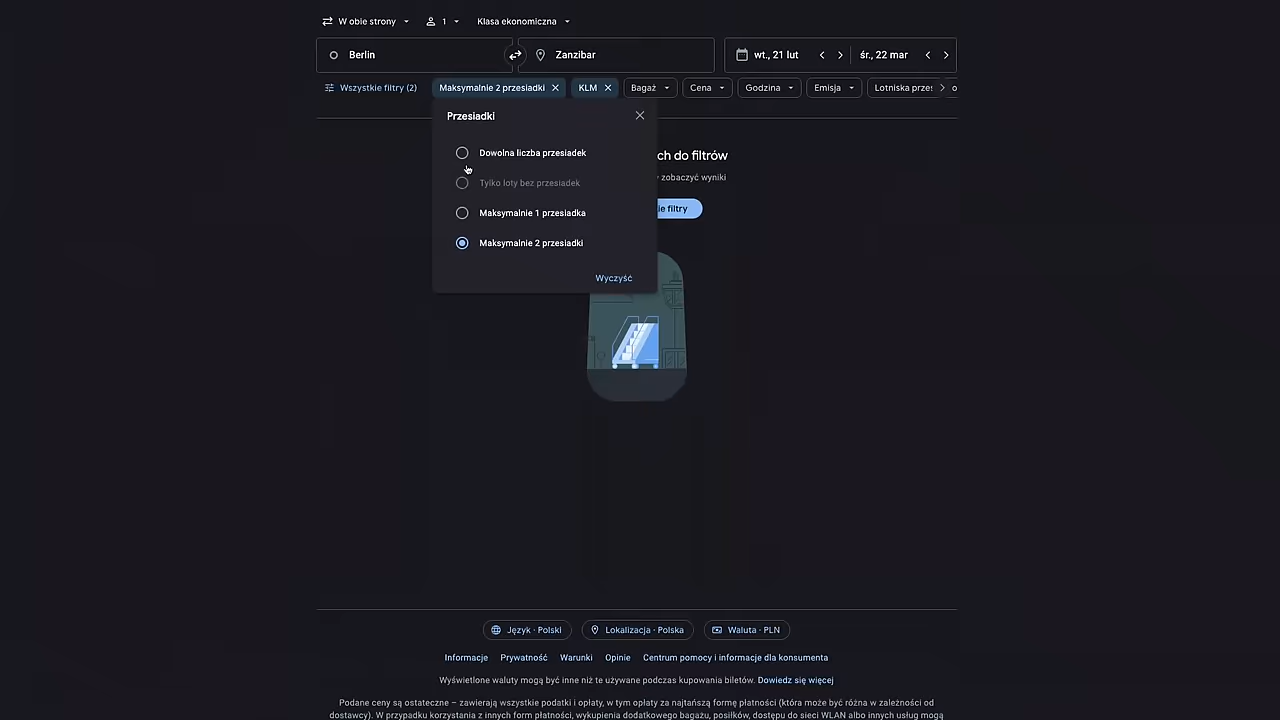 W obie strony 1 Klasa ekonomiczna
Berlin Zanzibar wt., 21 lut śr., 22 mar
Wszystkie filtry (2) Maksymalnie 2 przesiadki KLM Bagaż Cena Godzina Emisja Lotniska przes
Przesiadki
Dowolna liczba przesiadek
Tylko loty bez przesiadek
Maksymalnie 1 przesiadka
Maksymalnie 2 przesiadki
Wyczyść
ch do filtrów
zobaczyć wyniki
ie filtry
Język · Polski Lokalizacja · Polska Waluta · PLN
Informacje Prywatność Warunki Opinie Centrum pomocy i informacje dla konsumenta
Wyświetlone waluty mogą być inne niż te używane podczas kupowania biletów. Dowiedz się więcej
Podane ceny są ostateczne – zawierają wszystkie podatki i opłaty, w tym opłaty za najtańszą formę płatności (która może być różna w zależności od
dostawcy). W przypadku korzystania z innych form płatności, wykupienia dodatkowego bagażu, posiłków, dostępu do sieci WLAN albo innych usług mogą